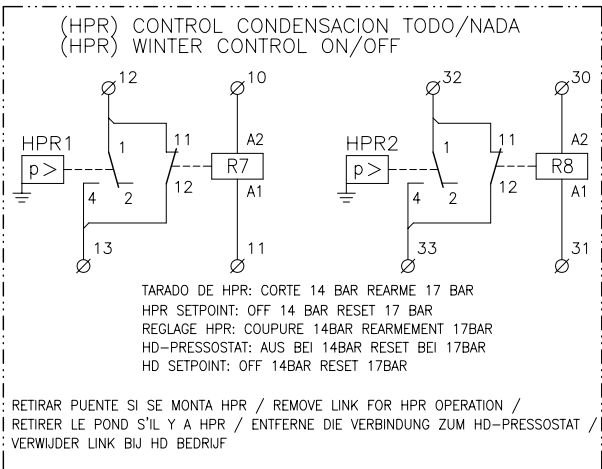 (HPR) CONTROL CONDENSACION TODO/NADA
(HPR) WINTER CONTROL ON/OFF
12 10 32 30
HPR1 1 11 A2 HPR2 1 11 A2
p> R7 p> R8
4 2 12 A1 4 2 12 A1
13 11 33 31
TARADO DE HPR: CORTE 14 BAR REARME 17 BAR
HPR SETPOINT: OFF 14 BAR RESET 17 BAR
REGLAGE HPR: COUPURE 14BAR REARMEMENT 17BAR
HD-PRESSOSTAT: AUS BEI 14BAR RESET BEI 17BAR
HD SETPOINT: OFF 14BAR RESET 17BAR
RETIRAR PUENTE SI SE MONTA HPR / REMOVE LINK FOR HPR OPERATION /
RETIRER LE POND S'IL Y A HPR / ENTFERNE DIE VERBINDUNG ZUM HD-PRESSOSTAT /
VERWIJDER LINK BIJ HD BEDRIJF